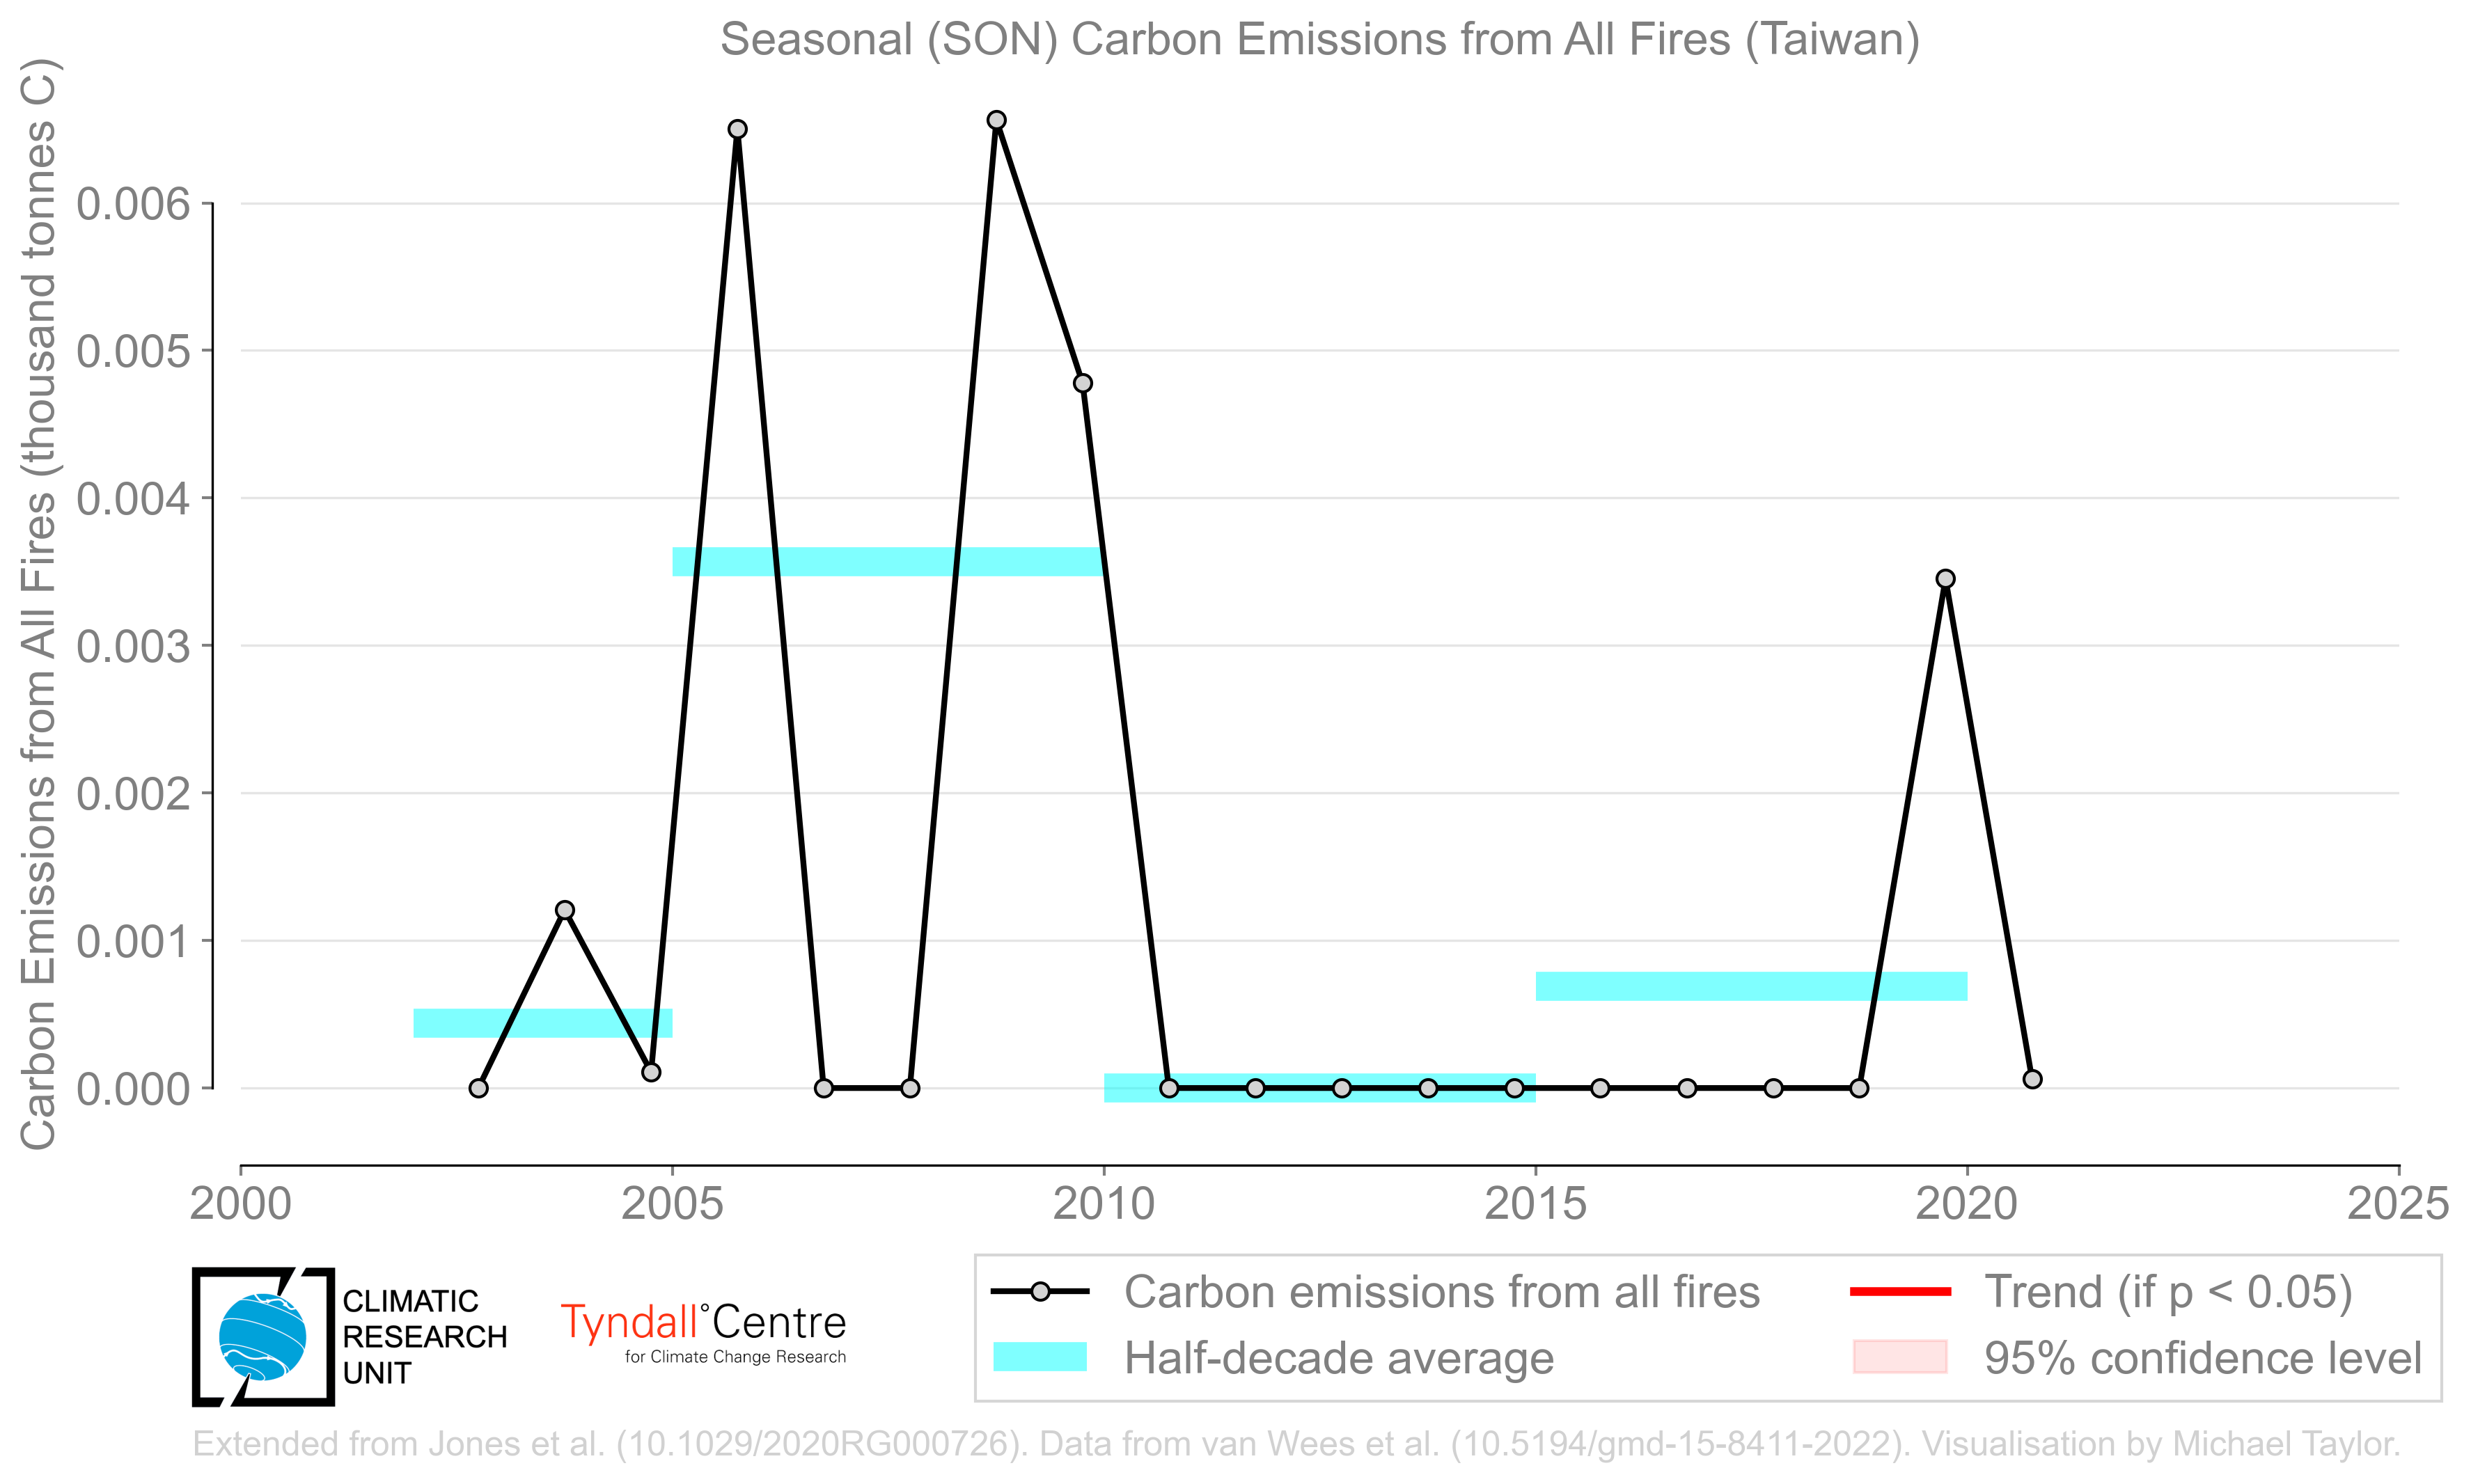 Seasonal (SON) Carbon Emissions from All Fires (Taiwan)
Carbon Emissions from All Fires (thousand tonnes C)
0.006
0.005
0.004
0.003
0.002
0.001
0.000
2000 2005 2010 2015 2020 2025
CLIMATIC
RESEARCH
UNIT
Tyndall°Centre
for Climate Change Research
Carbon emissions from all fires
Half-decade average
Trend (if p < 0.05)
95% confidence level
Extended from Jones et al. (10.1029/2020RG000726). Data from van Wees et al. (10.5194/gmd-15-8411-2022). Visualisation by Michael Taylor.